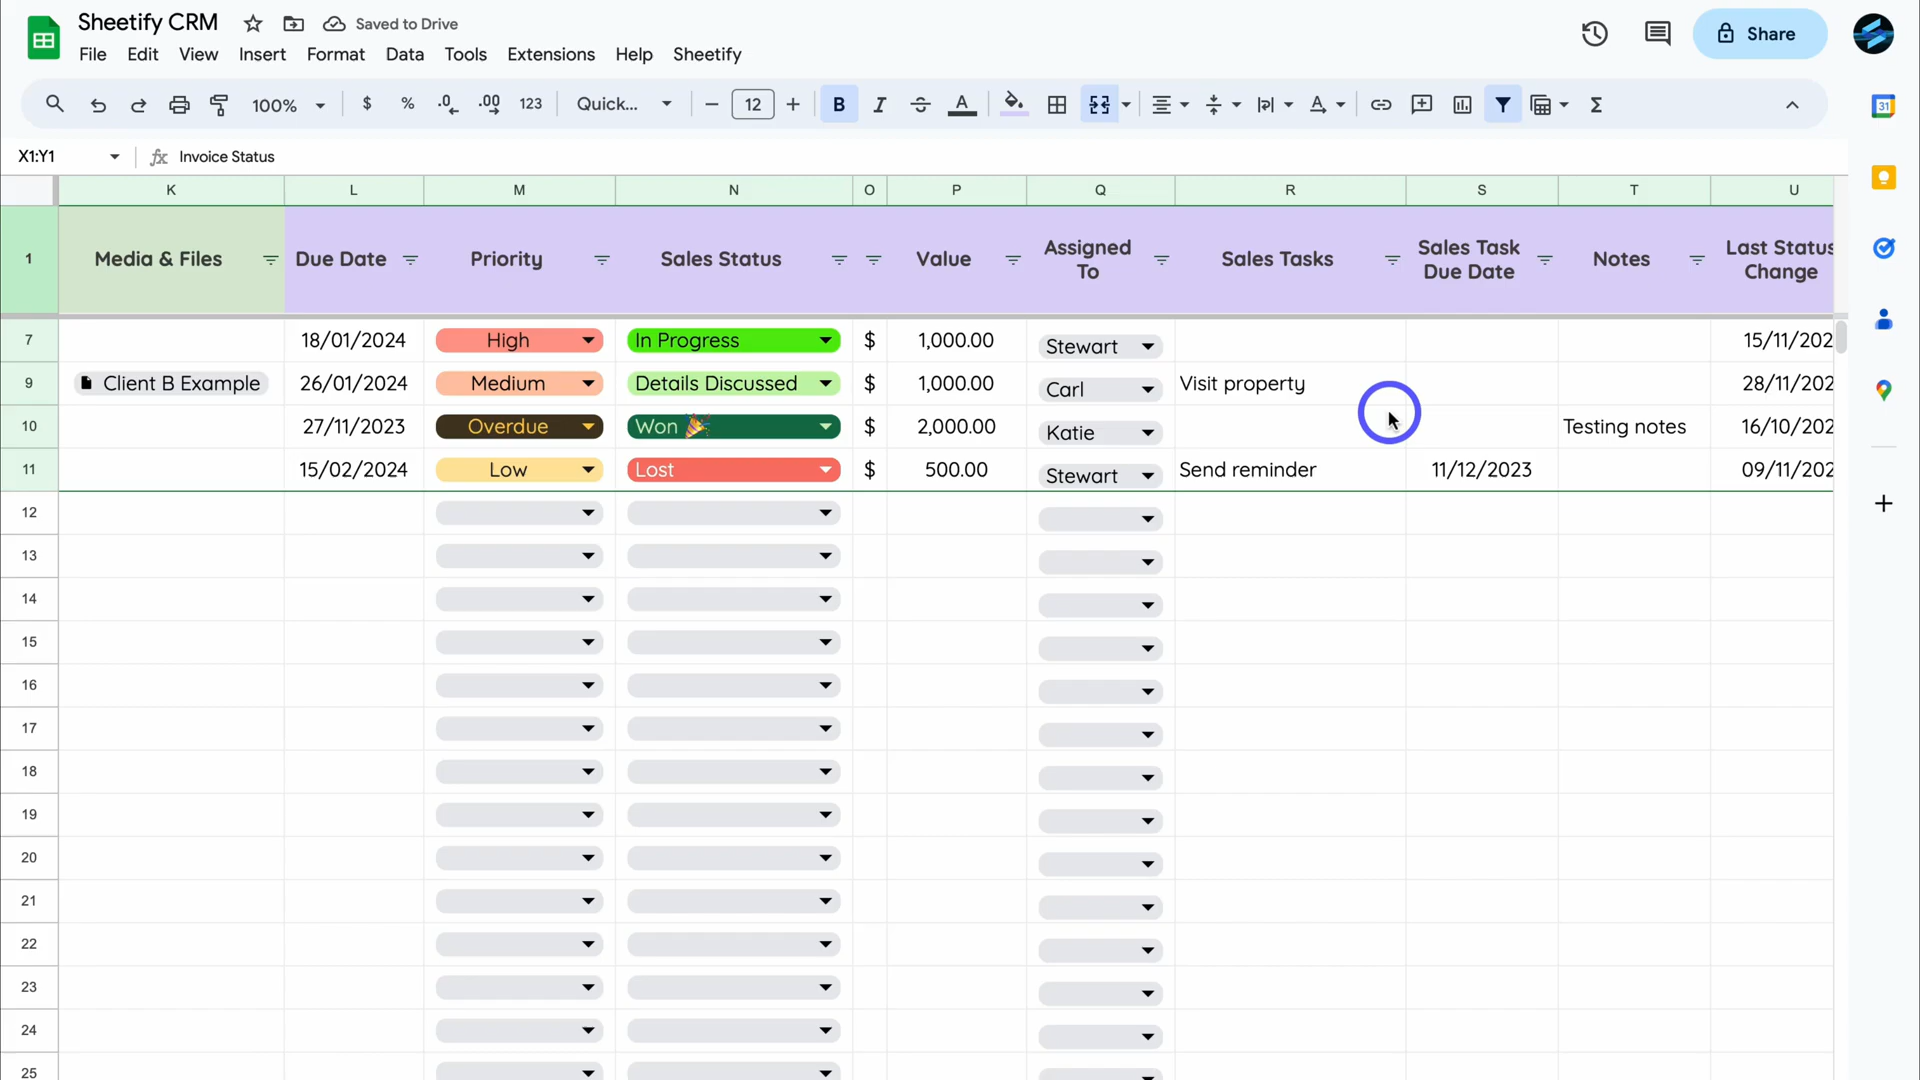 Sheetify CRM
Saved to Drive
Share
File Edit View Insert Format Data Tools Extensions Help Sheetify
100% $ % .0 .00 123 Quick... 12 B I A A Σ
31
X1:Y1 fx Invoice Status
K L M N O P Q R S T U
1 Media & Files Due Date Priority Sales Status Value Assigned To Sales Tasks Sales Task Due Date Notes Last Status Change
7 18/01/2024 High In Progress $ 1,000.00 Stewart 15/11/202
9 Client B Example 26/01/2024 Medium Details Discussed $ 1,000.00 Carl Visit property 28/11/202
10 27/11/2023 Overdue Won 🎉 $ 2,000.00 Katie Testing notes 16/10/202
11 15/02/2024 Low Lost $ 500.00 Stewart Send reminder 11/12/2023 09/11/202
12
13
14
15
16
17
18
19
20
21
22
23
24
25